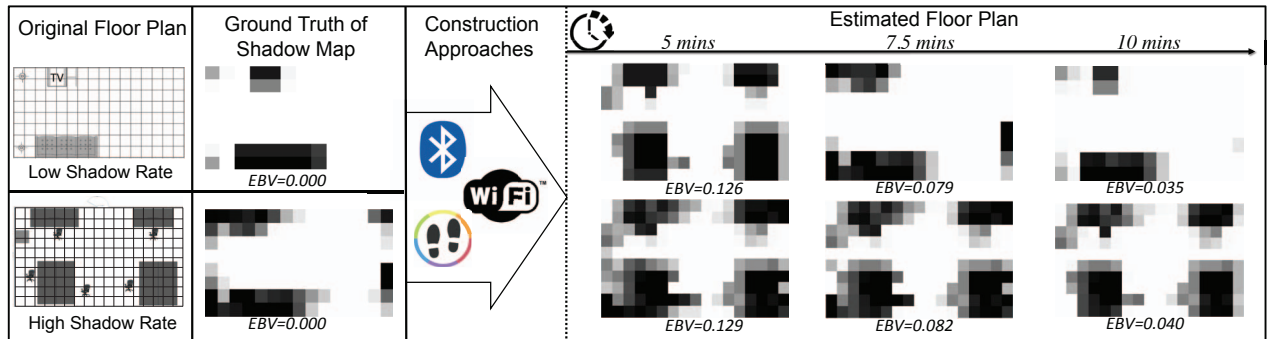 Original Floor Plan
Ground Truth of
Shadow Map
Construction
Approaches
Estimated Floor Plan
5 mins
7.5 mins
10 mins
TV
Low Shadow Rate
EBV=0.000
EBV=0.126
EBV=0.079
EBV=0.035
Wi Fi™
High Shadow Rate
EBV=0.000
EBV=0.129
EBV=0.082
EBV=0.040